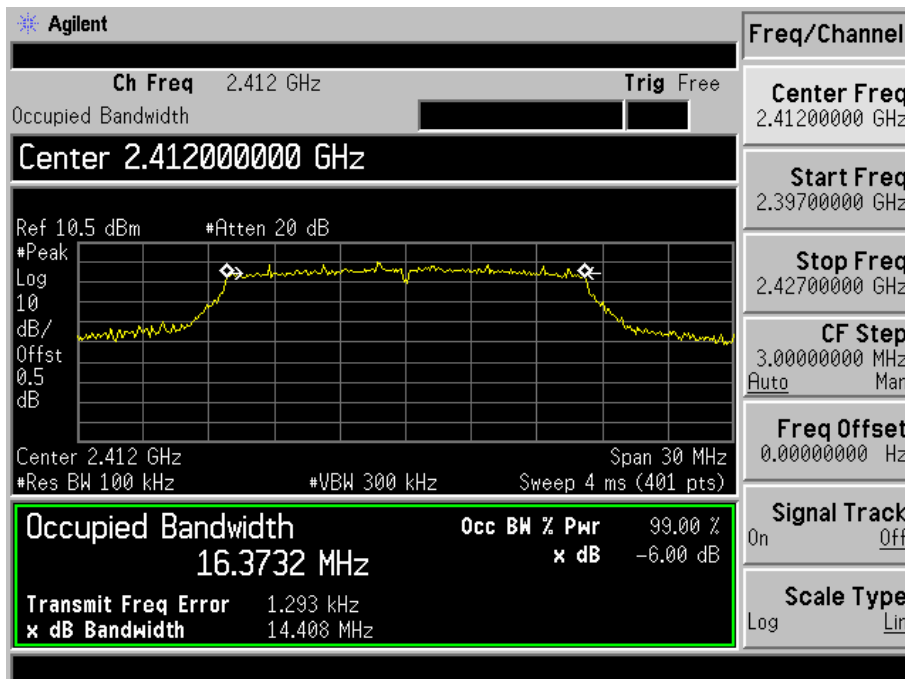 Agilent
Freq/Channel
Ch Freq 2.412 GHz Trig Free
Occupied Bandwidth
Center 2.412000000 GHz
Ref 10.5 dBm #Atten 20 dB
#Peak
Log
10
dB/
Offst
0.5
dB
Center 2.412 GHz Span 30 MHz
#Res BW 100 kHz #VBW 300 kHz Sweep 4 ms (401 pts)
Occupied Bandwidth
16.3732 MHz
Occ BW % Pwr 99.00 %
x dB -6.00 dB
Transmit Freq Error 1.293 kHz
x dB Bandwidth 14.408 MHz
Center Freq
2.41200000 GHz
Start Freq
2.39700000 GHz
Stop Freq
2.42700000 GHz
CF Step
3.00000000 MHz
Auto Man
Freq Offset
0.00000000 Hz
Signal Track
On Off
Scale Type
Log Lin